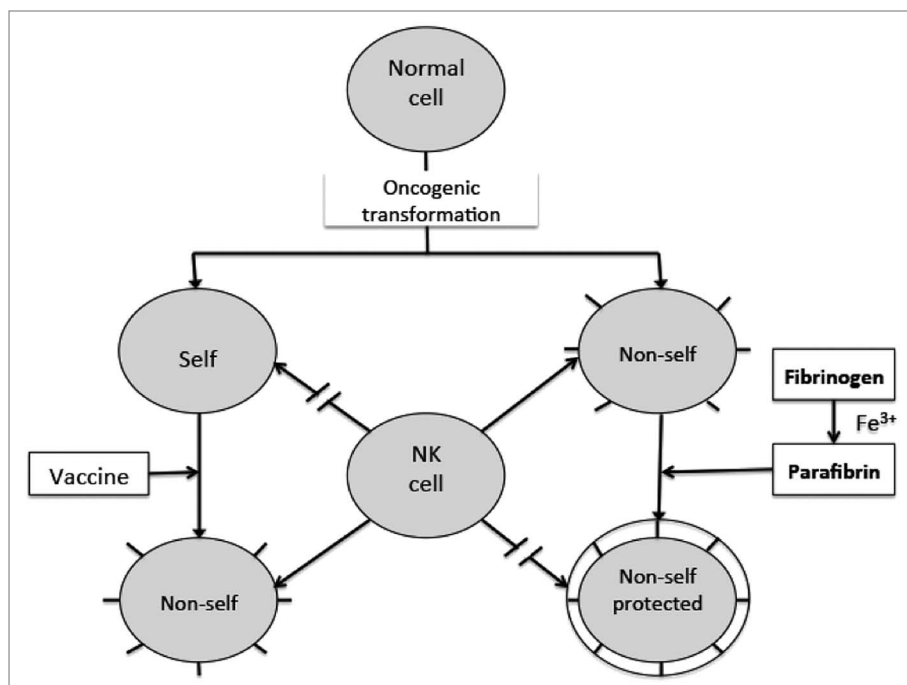 Normal
cell
Oncogenic
transformation
Self
Non-self
Fibrinogen
Fe³⁺
Vaccine
NK
cell
Parafibrin
Non-self
Non-self
protected